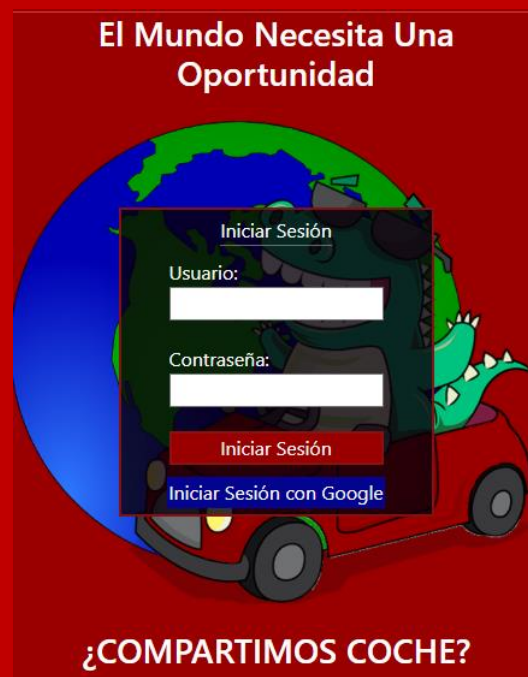 El Mundo Necesita Una
Oportunidad
Iniciar Sesión
Usuario:
Contraseña:
Iniciar Sesión
Iniciar Sesión con Google
¿COMPARTIMOS COCHE?